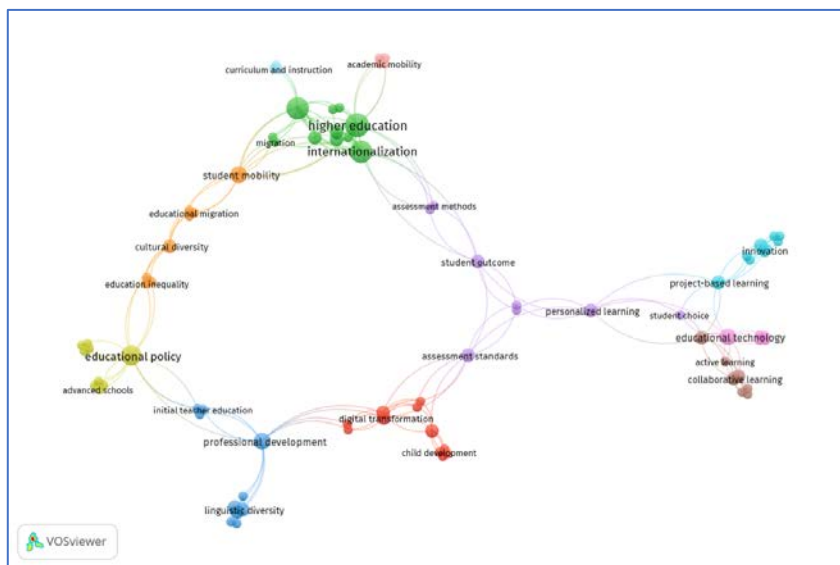 curriculum and instruction
academic mobility
higher education
migration
internationalization
student mobility
assessment methods
educational migration
cultural diversity
student outcome
innovation
education inequality
project-based learning
personalized learning
student choice
educational technology
educational policy
assessment standards
active learning
collaborative learning
advanced schools
initial teacher education
digital transformation
professional development
child development
linguistic diversity
VOSviewer